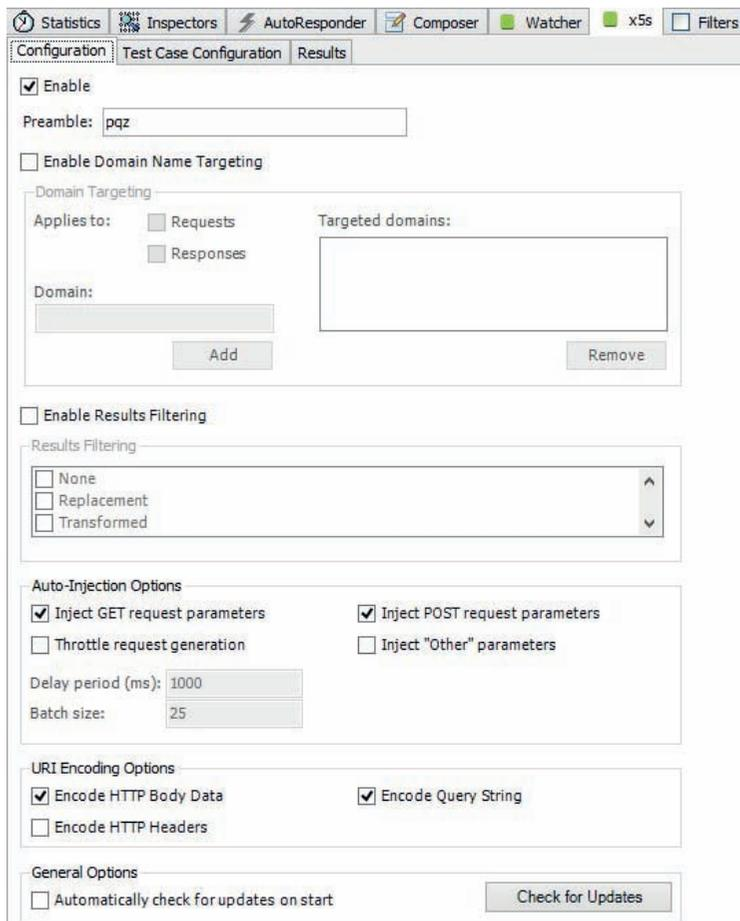 Statistics Inspectors AutoResponder Composer Watcher x5s Filters
Configuration Test Case Configuration Results
Enable
Preamble: pqz
Enable Domain Name Targeting
Domain Targeting
Applies to: Requests Targeted domains:
Responses
Domain:
Add Remove
Enable Results Filtering
Results Filtering
None
Replacement
Transformed
Auto-Injection Options
Inject GET request parameters Inject POST request parameters
Throttle request generation Inject "Other" parameters
Delay period (ms): 1000
Batch size: 25
URI Encoding Options
Encode HTTP Body Data Encode Query String
Encode HTTP Headers
General Options
Automatically check for updates on start Check for Updates